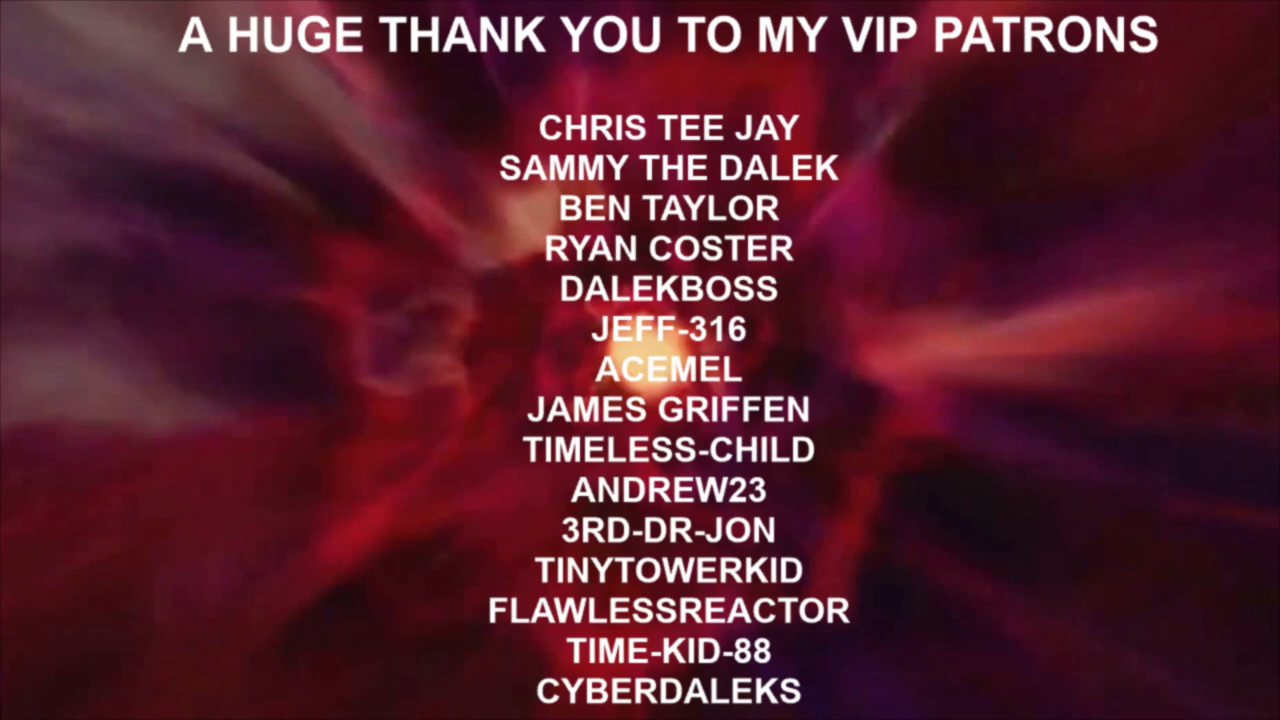 A HUGE THANK YOU TO MY VIP PATRONS
CHRIS TEE JAY
SAMMY THE DALEK
BEN TAYLOR
RYAN COSTER
DALEKBOSS
JEFF-316
ACEMEL
JAMES GRIFFEN
TIMELESS-CHILD
ANDREW23
3RD-DR-JON
TINYTOWERKID
FLAWLESSREACTOR
TIME-KID-88
CYBERDALEKS